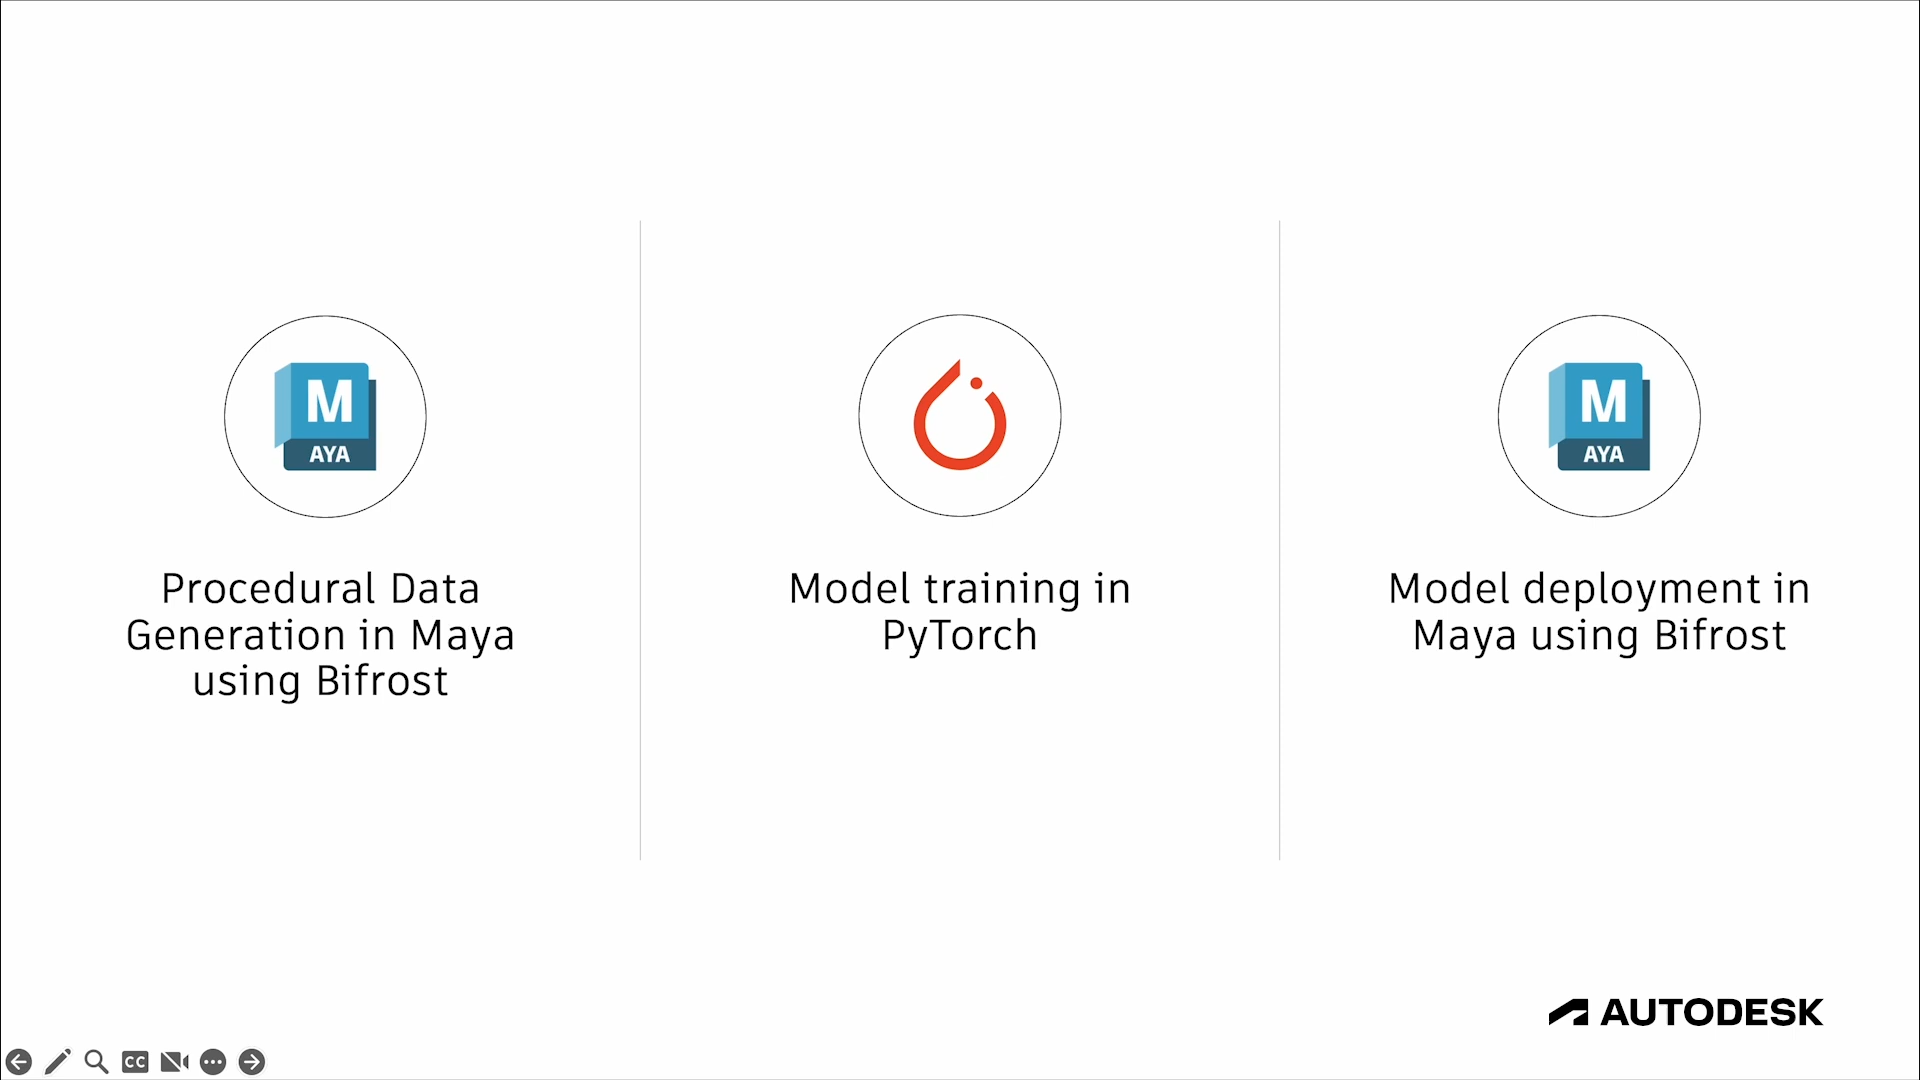 M
AYA
Procedural Data
Generation in Maya
using Bifrost
Model training in
PyTorch
M
AYA
Model deployment in
Maya using Bifrost
AUTODESK
CC